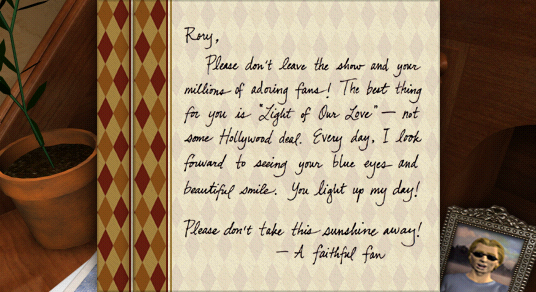 Rory,
Please don't leave the show and your
millions of adoring fans! The best thing
for you is "Light of Our Love" — not
some Hollywood deal. Every day, I look
forward to seeing your blue eyes and
beautiful smile. You light up my day!
Please don't take this sunshine away!
— A faithful fan